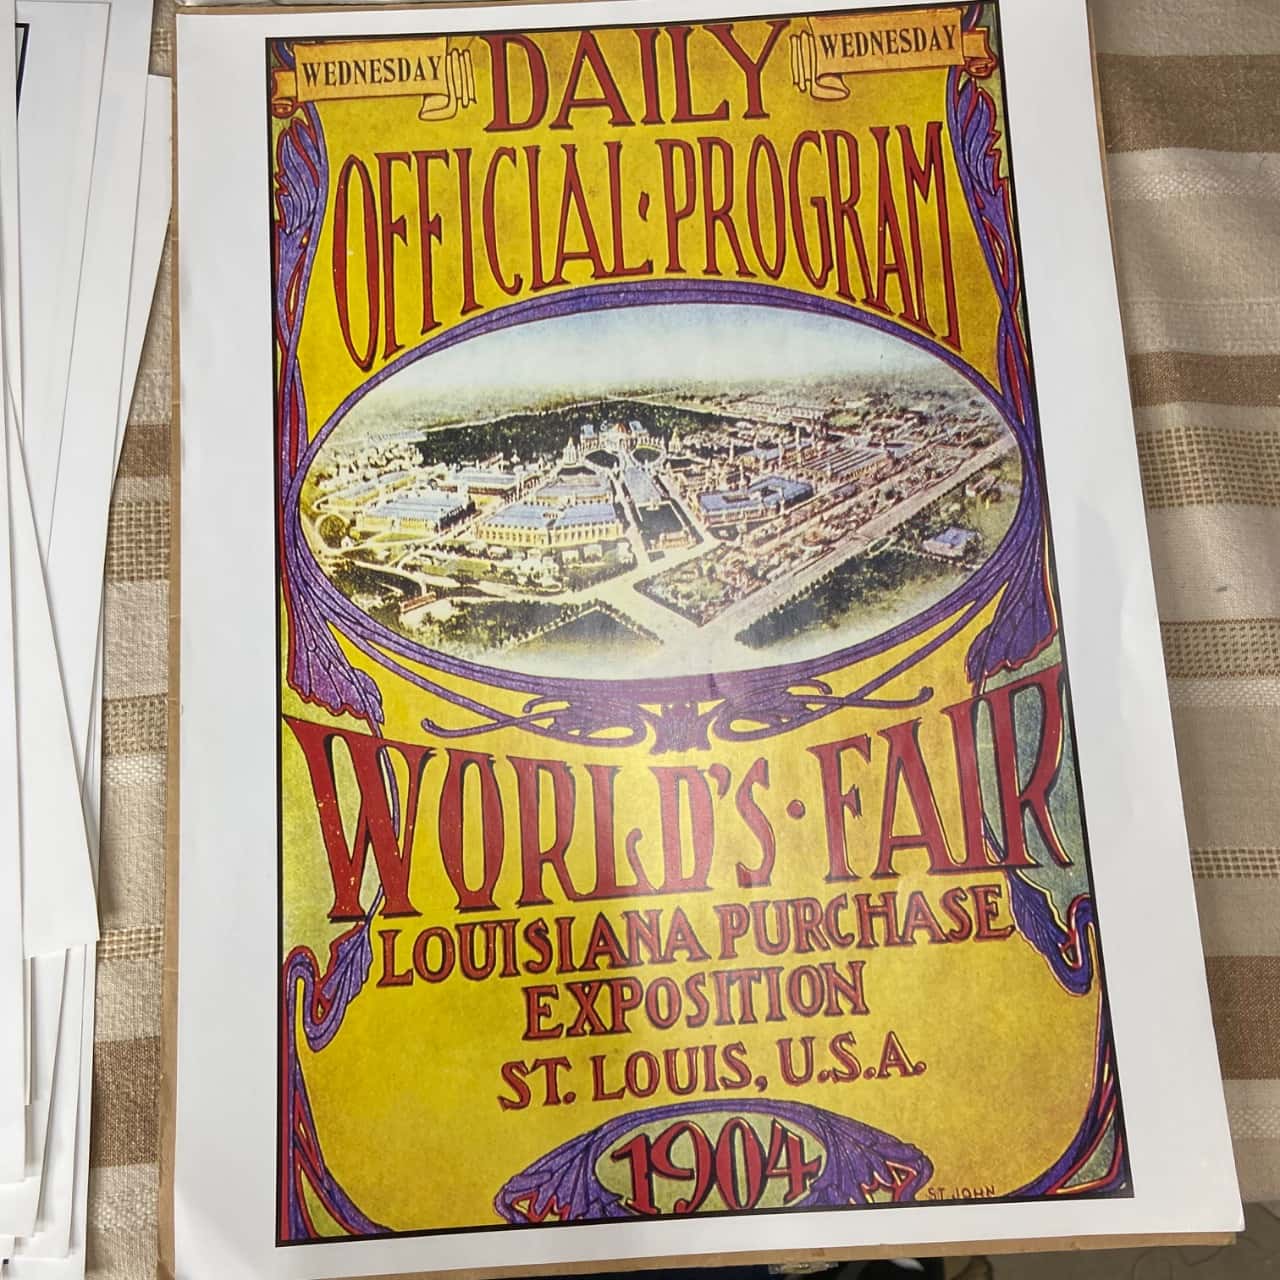 WEDNESDAY
DAILY
WEDNESDAY
OFFICIAL·PROGRAM
WORLD'S·FAIR
LOUISIANA PURCHASE
EXPOSITION
ST. LOUIS, U.S.A.
1904
ST. JOHN